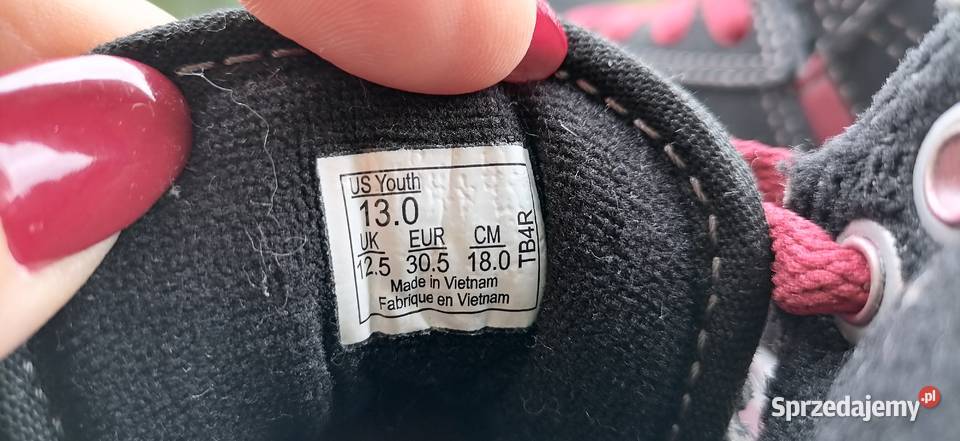 US Youth
13.0
UK EUR CM
12.5 30.5 18.0
TB4R
Made in Vietnam
Fabrique en Vietnam
Sprzedajemy.pl